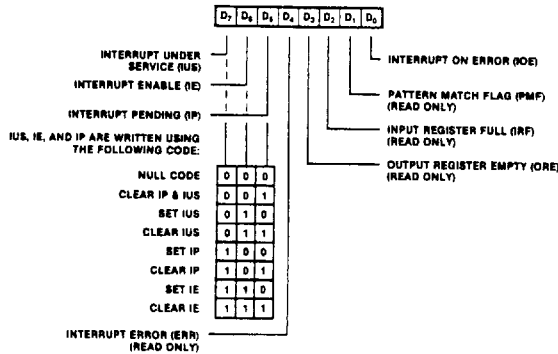 D7 D6 D5 D4 D3 D2 D1 D0
INTERRUPT UNDER
SERVICE (IUS)
INTERRUPT ENABLE (IE)
INTERRUPT PENDING (IP)
IUS, IE, AND IP ARE WRITTEN USING
THE FOLLOWING CODE:
NULL CODE 0 0 0
CLEAR IP & IUS 0 0 1
SET IUS 0 1 0
CLEAR IUS 0 1 1
SET IP 1 0 0
CLEAR IP 1 0 1
SET IE 1 1 0
CLEAR IE 1 1 1
INTERRUPT ERROR (ERR)
(READ ONLY)
INTERRUPT ON ERROR (IOE)
PATTERN MATCH FLAG (PMF)
(READ ONLY)
INPUT REGISTER FULL (IRF)
(READ ONLY)
OUTPUT REGISTER EMPTY (ORE)
(READ ONLY)